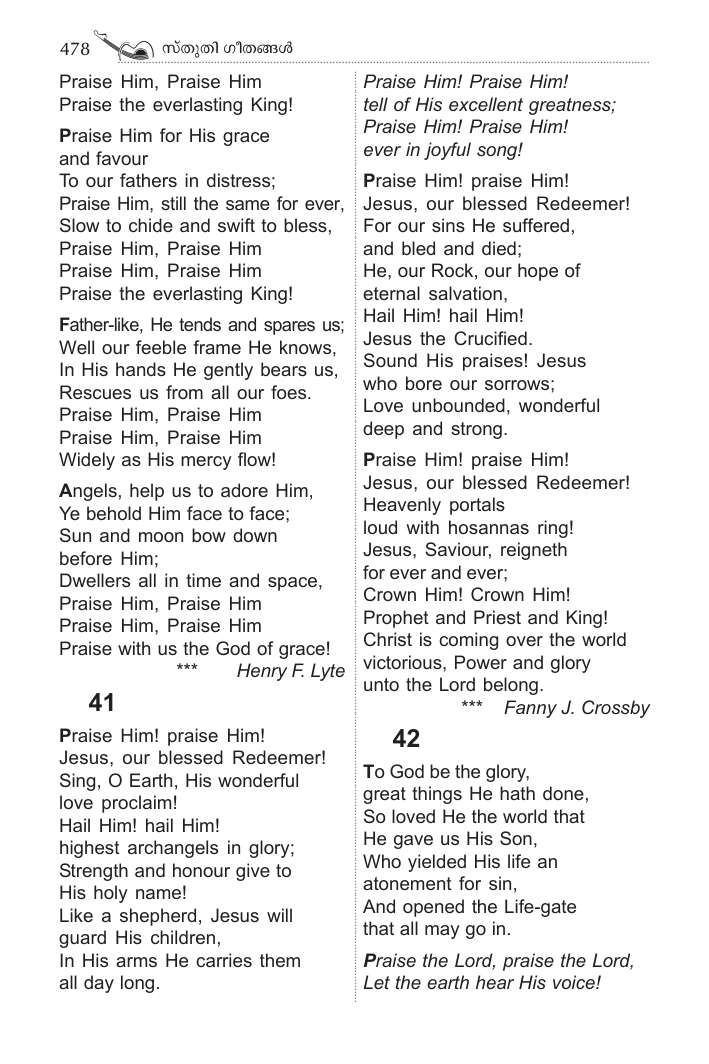 478 സ്തുതി ഗീതങ്ങൾ
Praise Him, Praise Him
Praise the everlasting King!
Praise Him for His grace
and favour
To our fathers in distress;
Praise Him, still the same for ever,
Slow to chide and swift to bless,
Praise Him, Praise Him
Praise Him, Praise Him
Praise the everlasting King!
Father-like, He tends and spares us;
Well our feeble frame He knows,
In His hands He gently bears us,
Rescues us from all our foes.
Praise Him, Praise Him
Praise Him, Praise Him
Widely as His mercy flow!
Angels, help us to adore Him,
Ye behold Him face to face;
Sun and moon bow down
before Him;
Dwellers all in time and space,
Praise Him, Praise Him
Praise Him, Praise Him
Praise with us the God of grace!
*** Henry F. Lyte
41
Praise Him! praise Him!
Jesus, our blessed Redeemer!
Sing, O Earth, His wonderful
love proclaim!
Hail Him! hail Him!
highest archangels in glory;
Strength and honour give to
His holy name!
Like a shepherd, Jesus will
guard His children,
In His arms He carries them
all day long.
Praise Him! Praise Him!
tell of His excellent greatness;
Praise Him! Praise Him!
ever in joyful song!
Praise Him! praise Him!
Jesus, our blessed Redeemer!
For our sins He suffered,
and bled and died;
He, our Rock, our hope of
eternal salvation,
Hail Him! hail Him!
Jesus the Crucified.
Sound His praises! Jesus
who bore our sorrows;
Love unbounded, wonderful
deep and strong.
Praise Him! praise Him!
Jesus, our blessed Redeemer!
Heavenly portals
loud with hosannas ring!
Jesus, Saviour, reigneth
for ever and ever;
Crown Him! Crown Him!
Prophet and Priest and King!
Christ is coming over the world
victorious, Power and glory
unto the Lord belong.
*** Fanny J. Crossby
42
To God be the glory,
great things He hath done,
So loved He the world that
He gave us His Son,
Who yielded His life an
atonement for sin,
And opened the Life-gate
that all may go in.
Praise the Lord, praise the Lord,
Let the earth hear His voice!